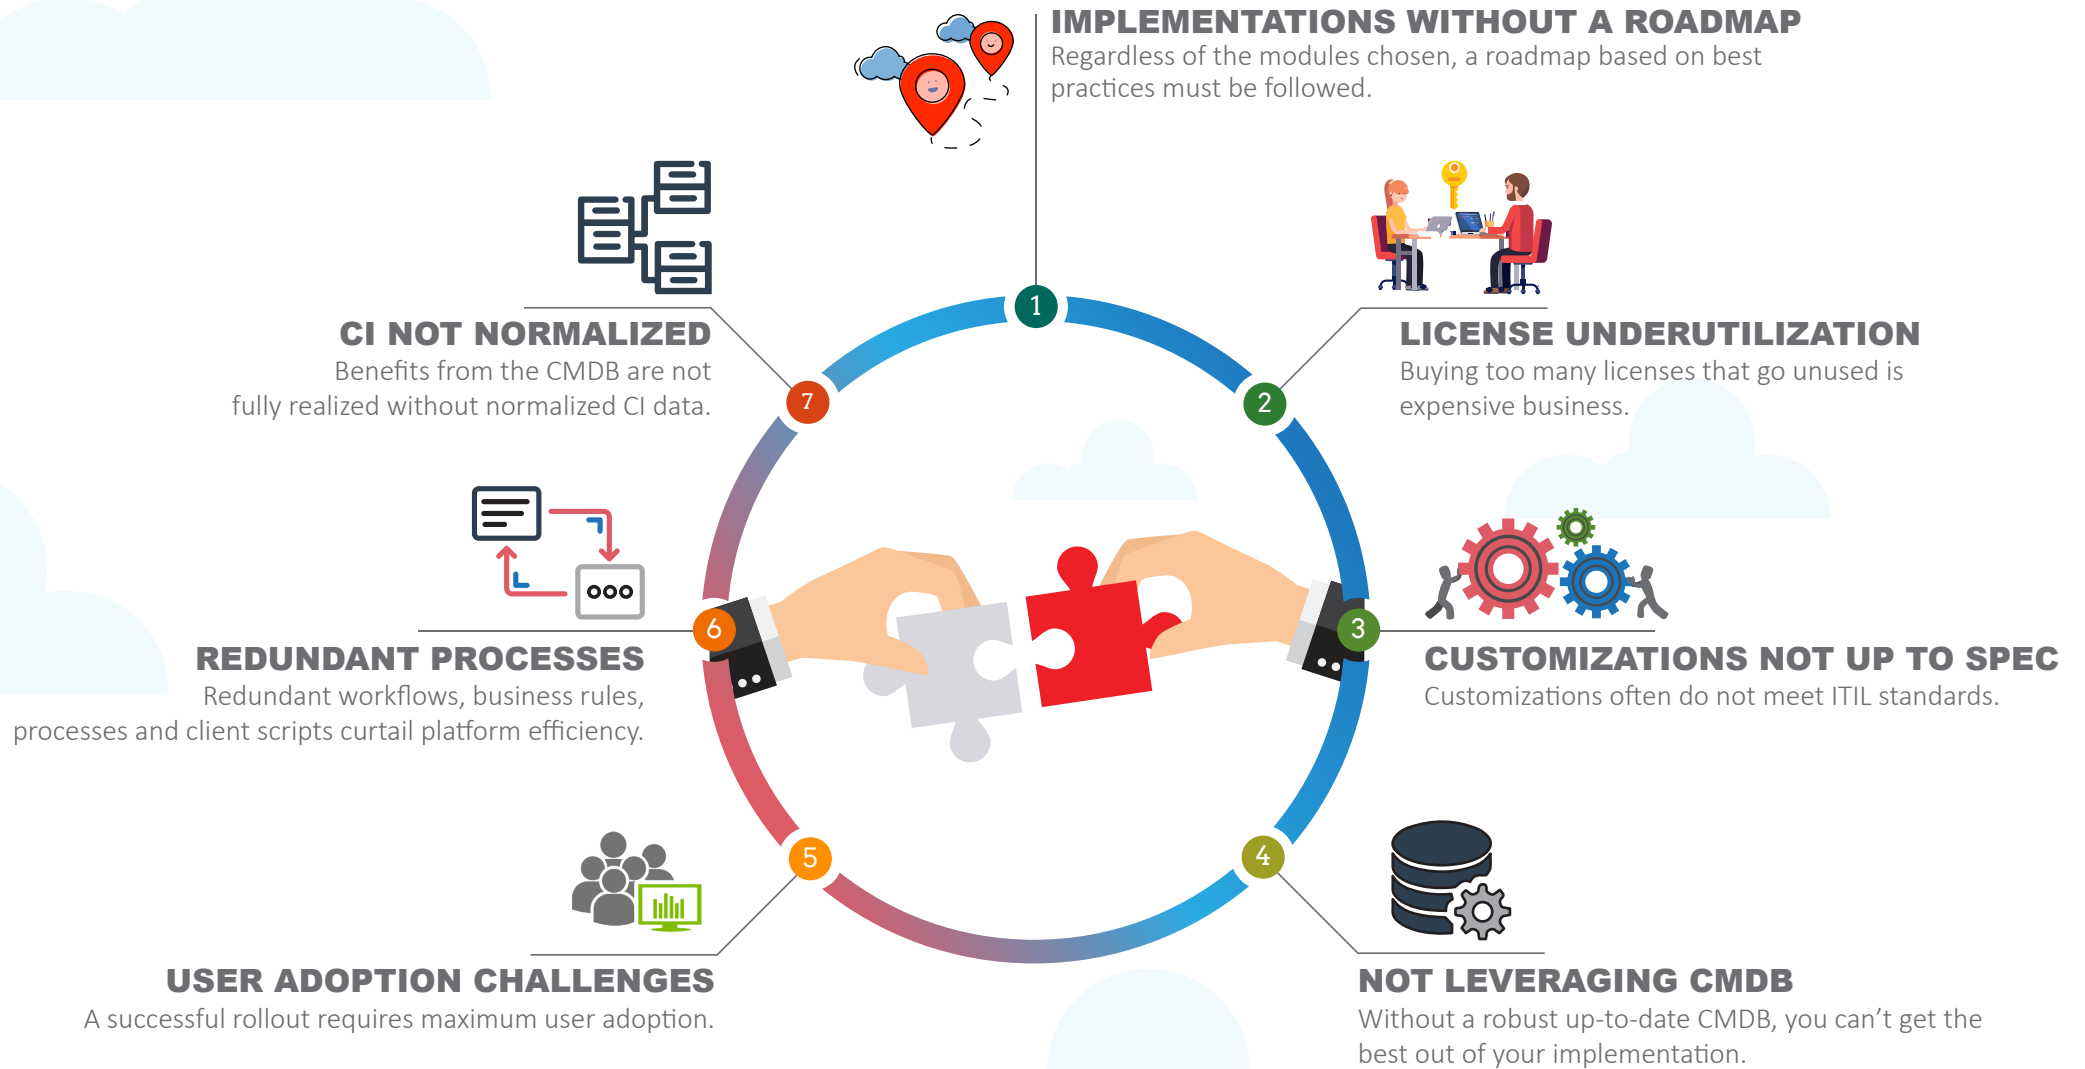 IMPLEMENTATIONS WITHOUT A ROADMAP
Regardless of the modules chosen, a roadmap based on best
practices must be followed.
1
LICENSE UNDERUTILIZATION
Buying too many licenses that go unused is
expensive business.
2
CUSTOMIZATIONS NOT UP TO SPEC
Customizations often do not meet ITIL standards.
3
NOT LEVERAGING CMDB
Without a robust up-to-date CMDB, you can’t get the
best out of your implementation.
4
USER ADOPTION CHALLENGES
A successful rollout requires maximum user adoption.
5
REDUNDANT PROCESSES
Redundant workflows, business rules,
processes and client scripts curtail platform efficiency.
6
CI NOT NORMALIZED
Benefits from the CMDB are not
fully realized without normalized CI data.
7